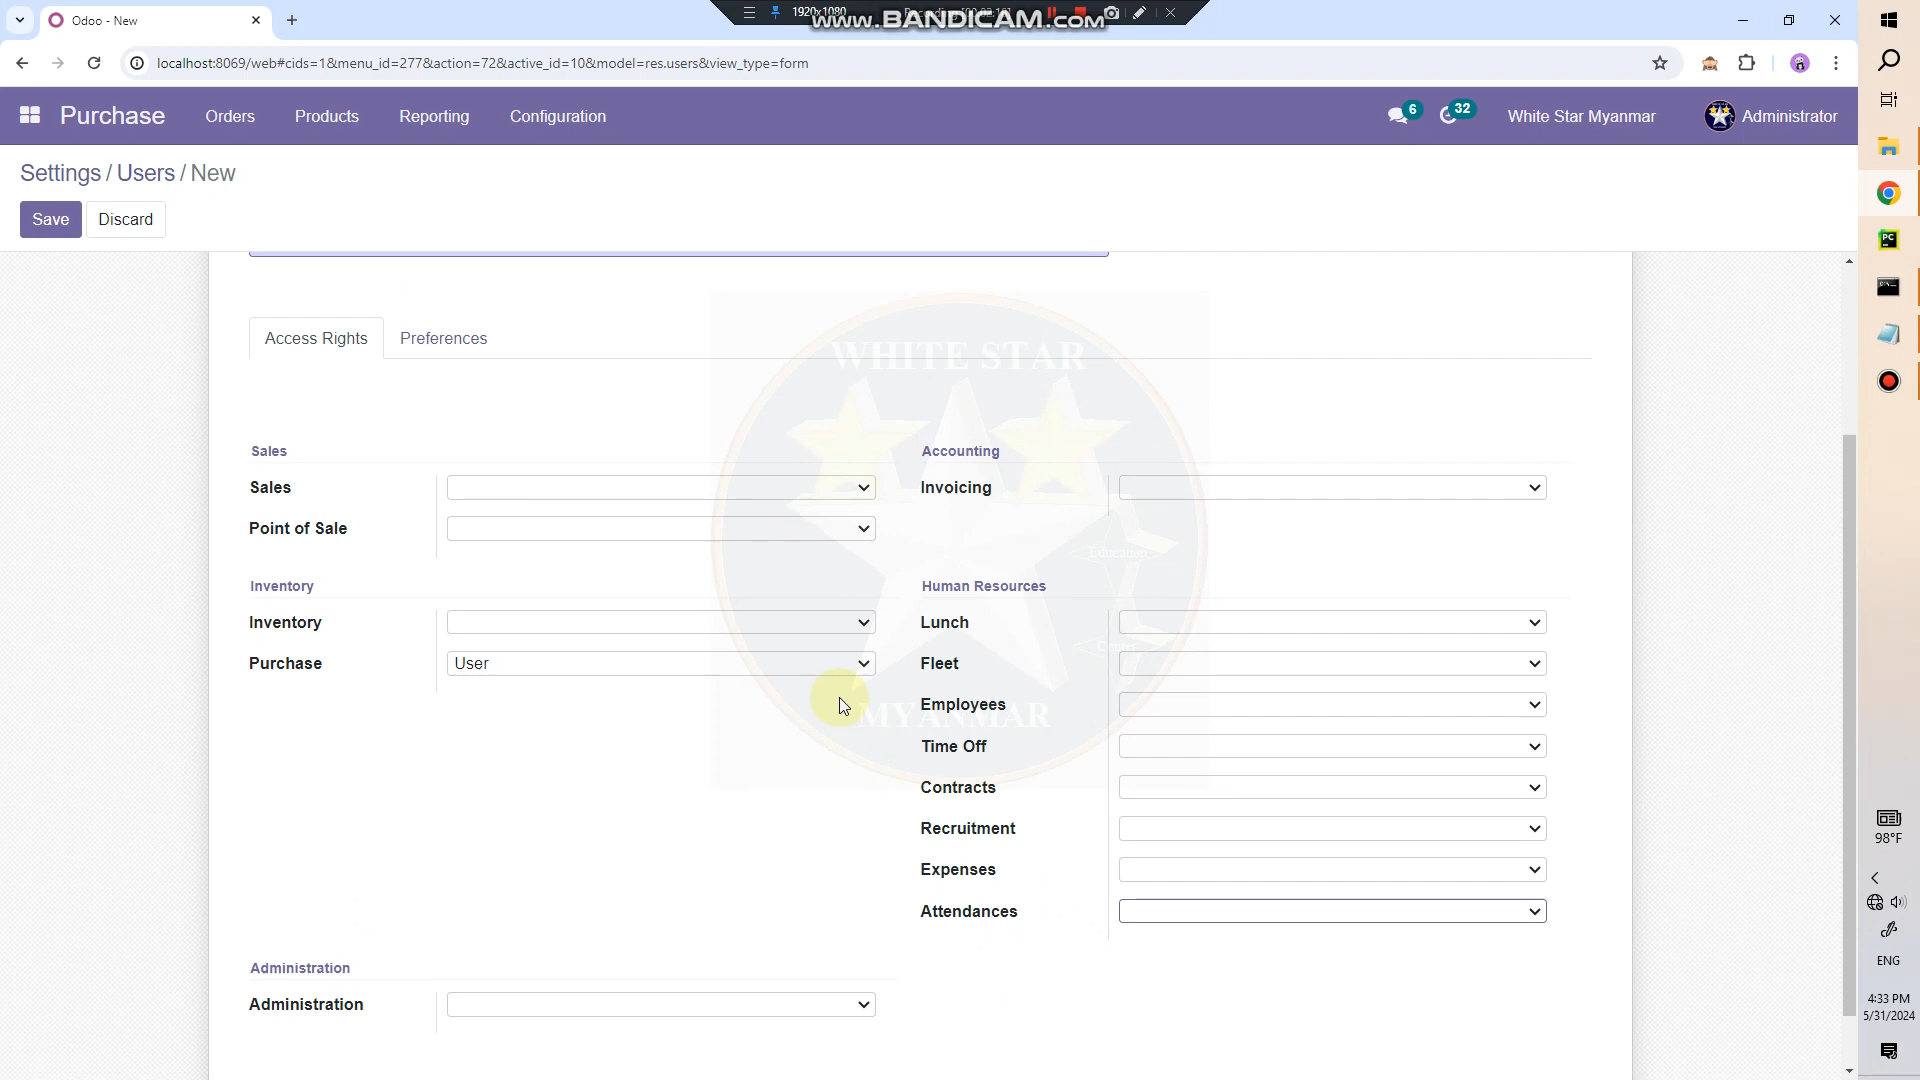 Odoo - New
1920x1080
www.BANDICAM.com
localhost:8069/web#cids=1&menu_id=277&action=72&active_id=10&model=res.users&view_type=form
Purchase
Orders
Products
Reporting
Configuration
6
32
White Star Myanmar
Administrator
Settings / Users / New
Save
Discard
Access Rights
Preferences
WHITE STAR
MYANMAR
Education
Sales
Sales
Point of Sale
Accounting
Invoicing
Inventory
Inventory
Purchase
User
Human Resources
Lunch
Fleet
Employees
Time Off
Contracts
Recruitment
Expenses
Attendances
Administration
Administration
PC
98°F
ENG
4:33 PM
5/31/2024